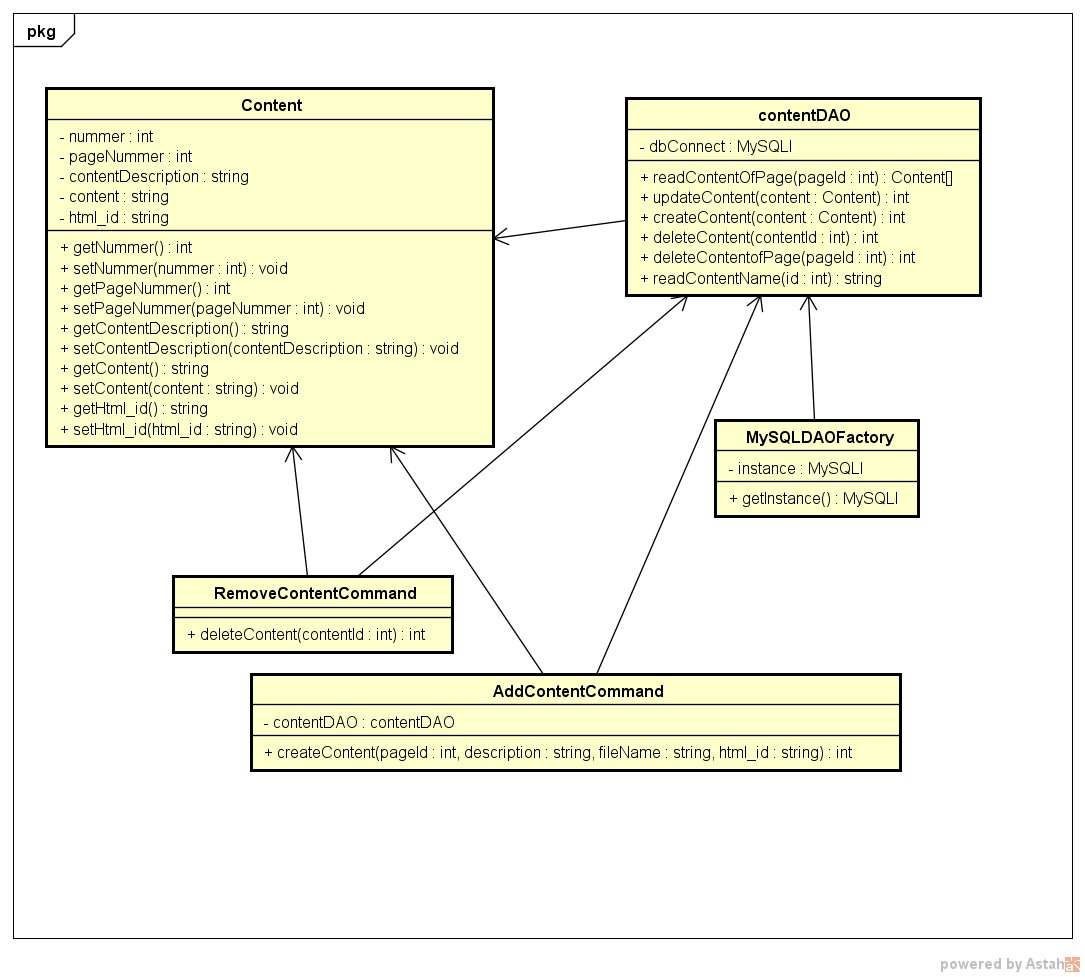 pkg
Content
- nummer : int
- pageNummer : int
- contentDescription : string
- content : string
- html_id : string
+ getNummer() : int
+ setNummer(nummer : int) : void
+ getPageNummer() : int
+ setPageNummer(pageNummer : int) : void
+ getContentDescription() : string
+ setContentDescription(contentDescription : string) : void
+ getContent() : string
+ setContent(content : string) : void
+ getHtml_id() : string
+ setHtml_id(html_id : string) : void
contentDAO
- dbConnect : MySQLI
+ readContentOfPage(pageId : int) : Content[]
+ updateContent(content : Content) : int
+ createContent(content : Content) : int
+ deleteContent(contentId : int) : int
+ deleteContentofPage(pageId : int) : int
+ readContentName(id : int) : string
MySQLDAOFactory
- instance : MySQLI
+ getInstance() : MySQLI
RemoveContentCommand
+ deleteContent(contentId : int) : int
AddContentCommand
- contentDAO : contentDAO
+ createContent(pageId : int, description : string, fileName : string, html_id : string) : int
powered by Astah